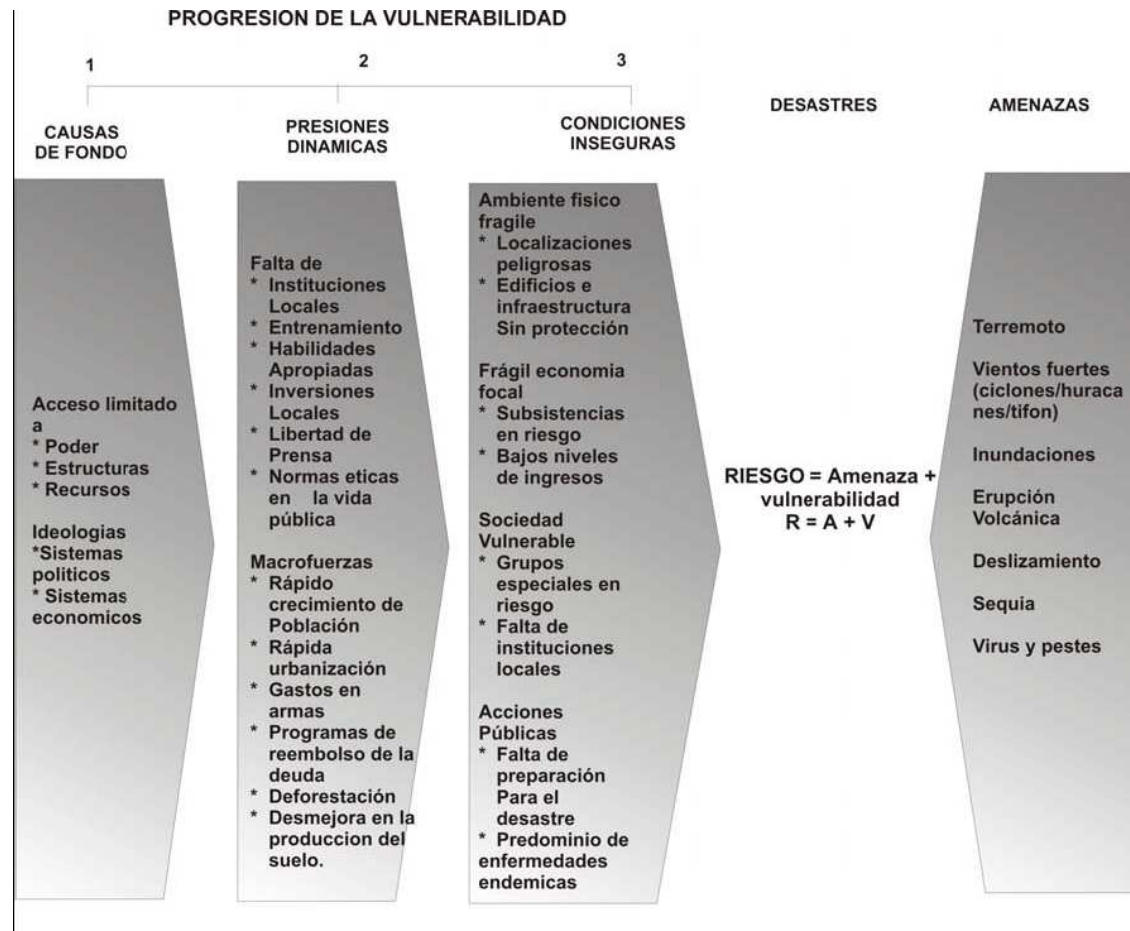 PROGRESION DE LA VULNERABILIDAD
1
2
3
CAUSAS
DE FONDO
PRESIONES
DINAMICAS
CONDICIONES
INSEGURAS
DESASTRES
AMENAZAS
Acceso limitado
a
* Poder
* Estructuras
* Recursos
Ideologias
*Sistemas
politicos
* Sistemas
economicos
Falta de
* Instituciones
Locales
* Entrenamiento
* Habilidades
Apropiadas
* Inversiones
Locales
* Libertad de
Prensa
* Normas eticas
en la vida
pública
Macrofuerzas
* Rápido
crecimiento de
Población
* Rápida
urbanización
* Gastos en
armas
* Programas de
reembolso de la
deuda
* Deforestación
* Desmejora en la
produccion del
suelo.
Ambiente fisico
fragile
* Localizaciones
peligrosas
* Edificios e
infraestructura
Sin protección
Frágil economia
focal
* Subsistencias
en riesgo
* Bajos niveles
de ingresos
Sociedad
Vulnerable
* Grupos
especiales en
riesgo
* Falta de
instituciones
locales
Acciones
Públicas
* Falta de
preparación
Para el
desastre
* Predominio de
enfermedades
endemicas
RIESGO = Amenaza +
vulnerabilidad
R = A + V
Terremoto
Vientos fuertes
(ciclones/huraca
nes/tifon)
Inundaciones
Erupción
Volcánica
Deslizamiento
Sequia
Virus y pestes